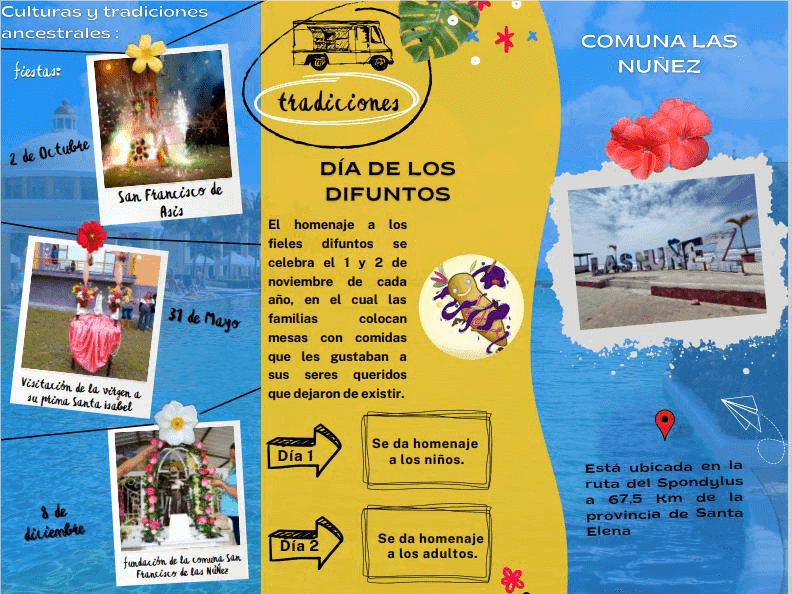 Culturas y tradiciones
ancestrales :
fiestas:
2 de Octubre
San Francisco de
Asis
31 de Mayo
Visitación de la virgen a
su prima Santa isabel
8 de
diciembre
fundación de la comuna San
Francisco de las Núñez
tradiciones
DÍA DE LOS
DIFUNTOS
El homenaje a los
fieles difuntos se
celebra el 1 y 2 de
noviembre de cada
año, en el cual las
familias colocan
mesas con comidas
que les gustaban a
sus seres queridos
que dejaron de existir.
Día 1
Se da homenaje
a los niños.
Día 2
Se da homenaje
a los adultos.
COMUNA LAS
NUÑEZ
LAS NUÑEZ
Está ubicada en la
ruta del Spondylus
a 67,5 Km de la
provincia de Santa
Elena